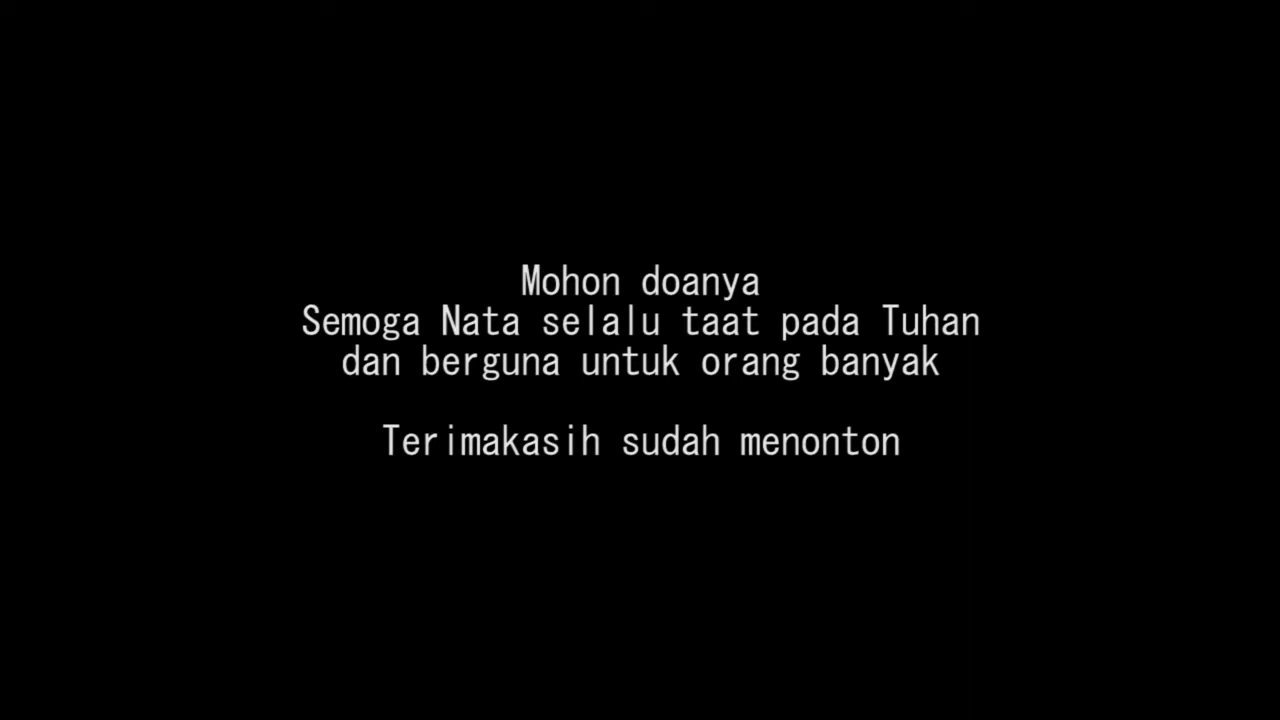 Mohon doanya
Semoga Nata selalu taat pada Tuhan
dan berguna untuk orang banyak
Terimakasih sudah menonton